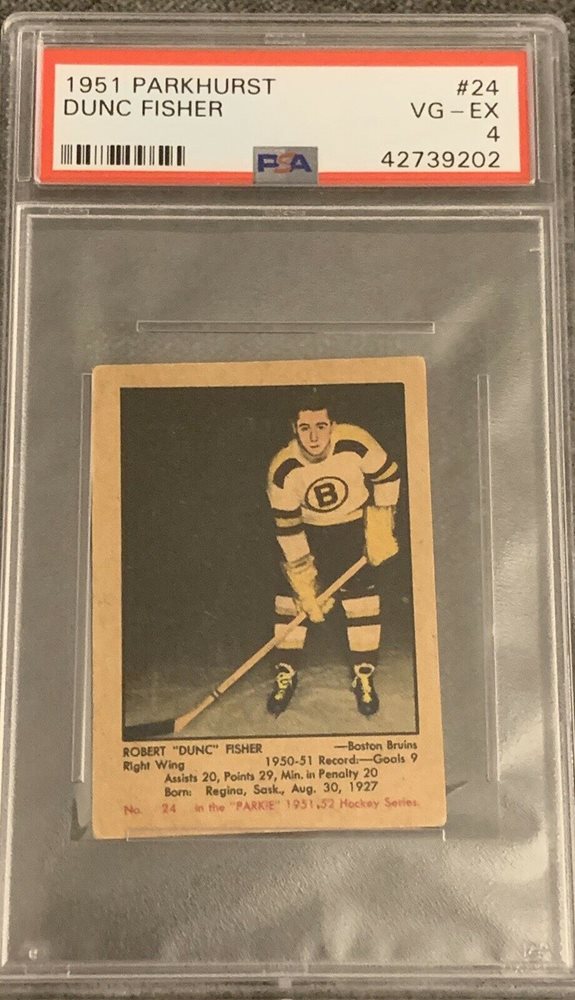 1951 PARKHURST #24
DUNC FISHER VG-EX
4
PSA 42739202
B
ROBERT "DUNC" FISHER —Boston Bruins
Right Wing 1950-51 Record:—Goals 9
Assists 20, Points 29, Min. in Penalty 20
Born: Regina, Sask., Aug. 30, 1927
No. 24 in the "PARKIE" 1951.52 Hockey Series.